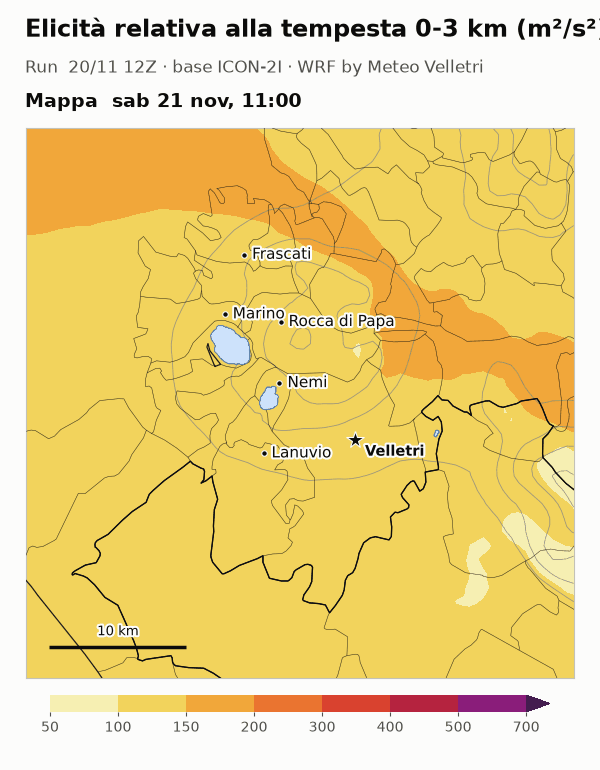 Elicità relativa alla tempesta 0-3 km (m²/s²)
Run  20/11 12Z · base ICON-2I · WRF by Meteo Velletri
Mappa  sab 21 nov, 11:00
Frascati
Marino
Rocca di Papa
Nemi
Velletri
Lanuvio
10 km
50 100 150 200 300 400 500 700